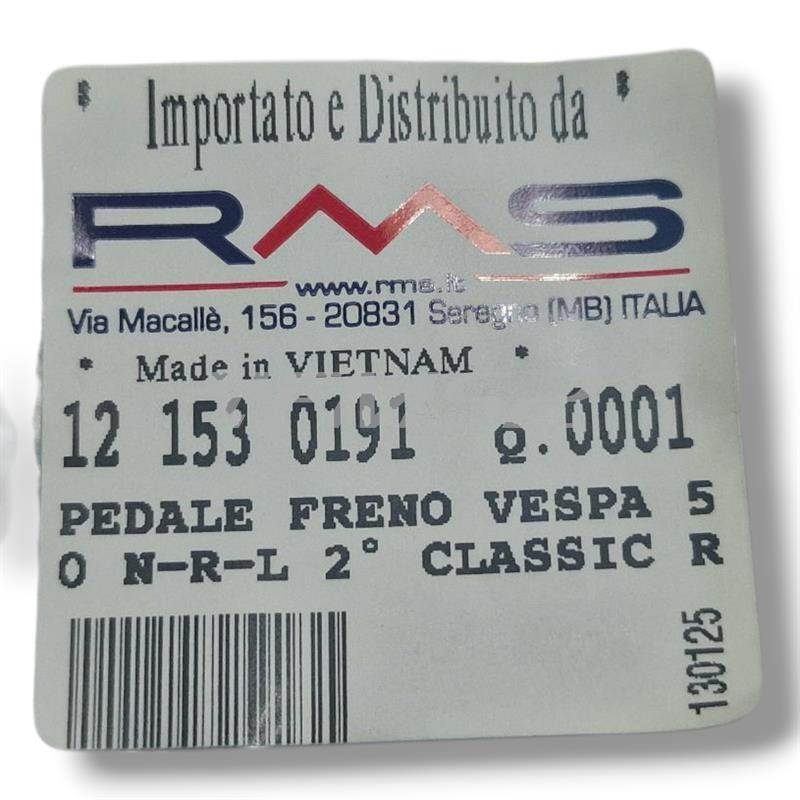 * Importato e Distribuito da *
RMS
www.rms.it
Via Macallè, 156 - 20831 Seregno (MB) ITALIA
* Made in VIETNAM *
12 153 0191 Q.0001
PEDALE FRENO VESPA 5
0 N-R-L 2° CLASSIC R
130125